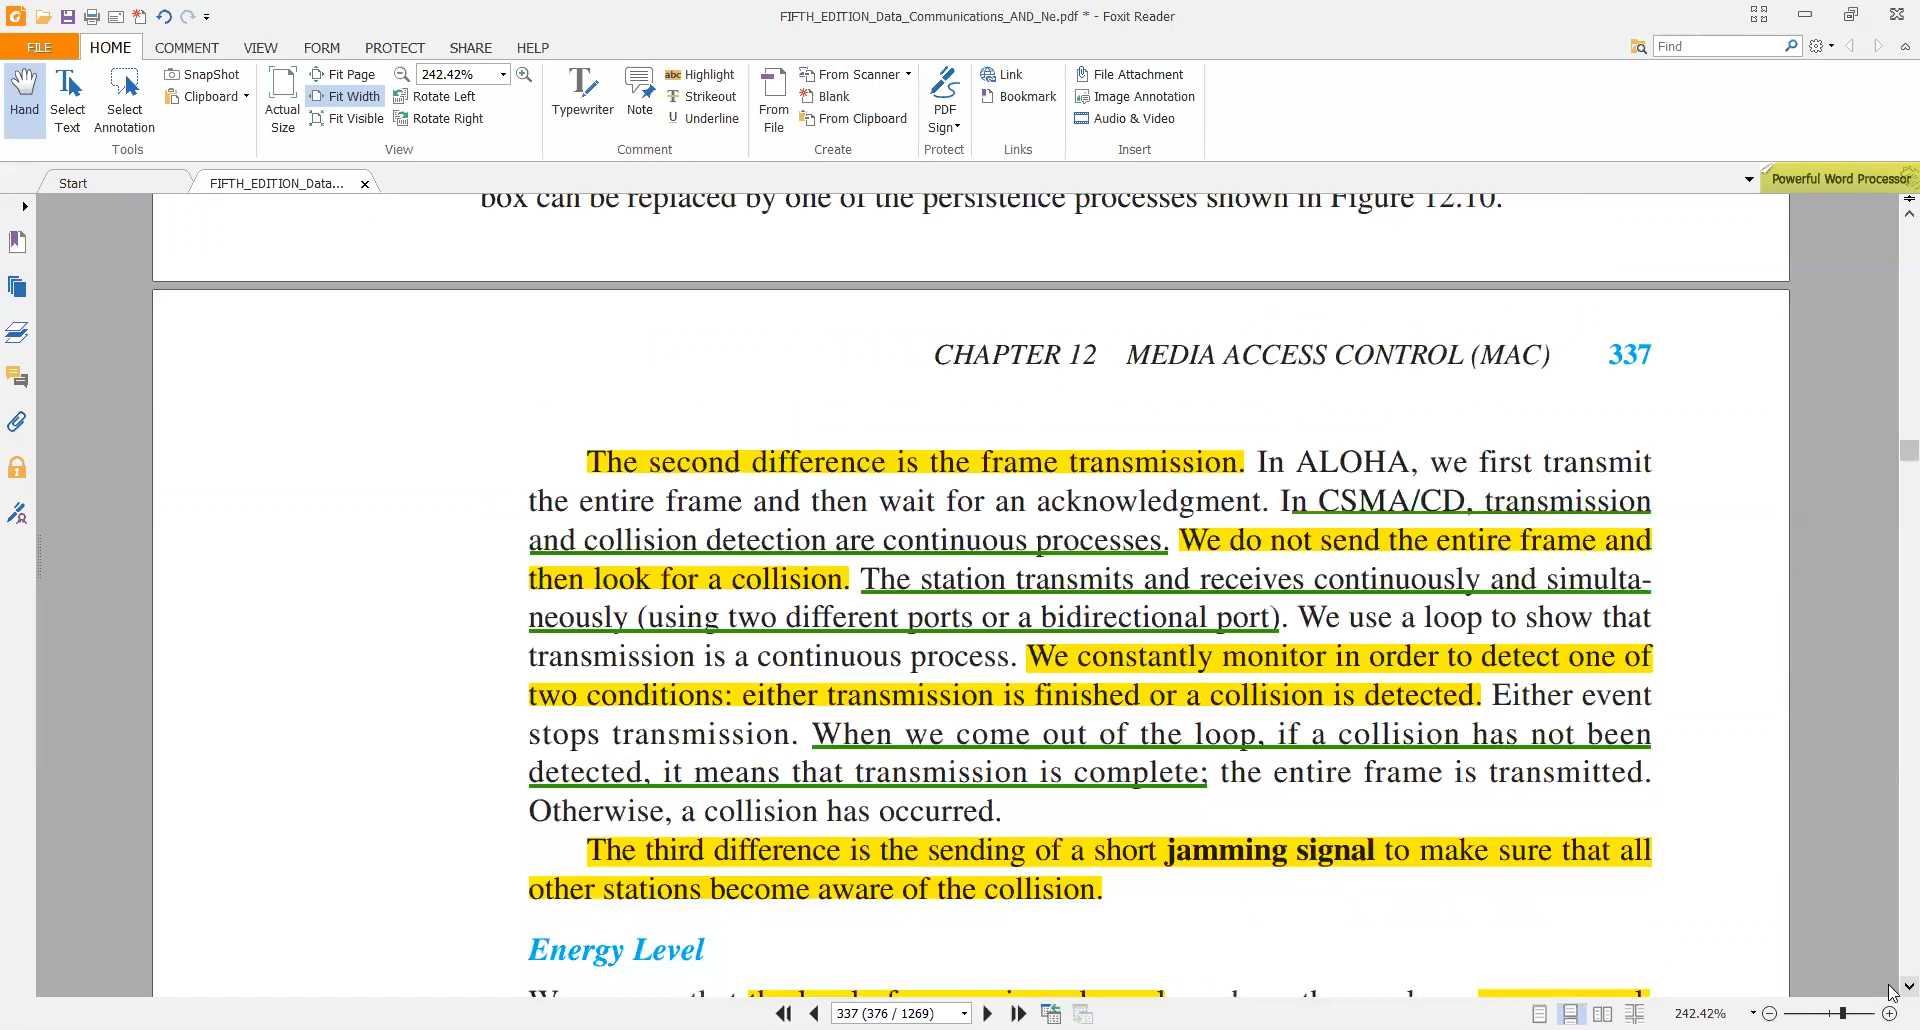 FIFTH_EDITION_Data_Communications_AND_Ne.pdf * - Foxit Reader
FILE HOME COMMENT VIEW FORM PROTECT SHARE HELP
Find
Hand
Select Text
Select Annotation
SnapShot
Clipboard
Tools
Actual Size
Fit Page
Fit Width
Fit Visible
242.42%
Rotate Left
Rotate Right
View
Typewriter
Note
Highlight
Strikeout
Underline
Comment
From File
From Scanner
Blank
From Clipboard
Create
PDF Sign
Protect
Link
Bookmark
Links
File Attachment
Image Annotation
Audio & Video
Insert
Start
FIFTH_EDITION_Data...
Powerful Word Processor
box can be replaced by one of the persistence processes shown in Figure 12.10.
CHAPTER 12 MEDIA ACCESS CONTROL (MAC) 337
The second difference is the frame transmission. In ALOHA, we first transmit
the entire frame and then wait for an acknowledgment. In CSMA/CD, transmission
and collision detection are continuous processes. We do not send the entire frame and
then look for a collision. The station transmits and receives continuously and simulta-
neously (using two different ports or a bidirectional port). We use a loop to show that
transmission is a continuous process. We constantly monitor in order to detect one of
two conditions: either transmission is finished or a collision is detected. Either event
stops transmission. When we come out of the loop, if a collision has not been
detected, it means that transmission is complete; the entire frame is transmitted.
Otherwise, a collision has occurred.
The third difference is the sending of a short jamming signal to make sure that all
other stations become aware of the collision.
Energy Level
337 (376 / 1269)
242.42%